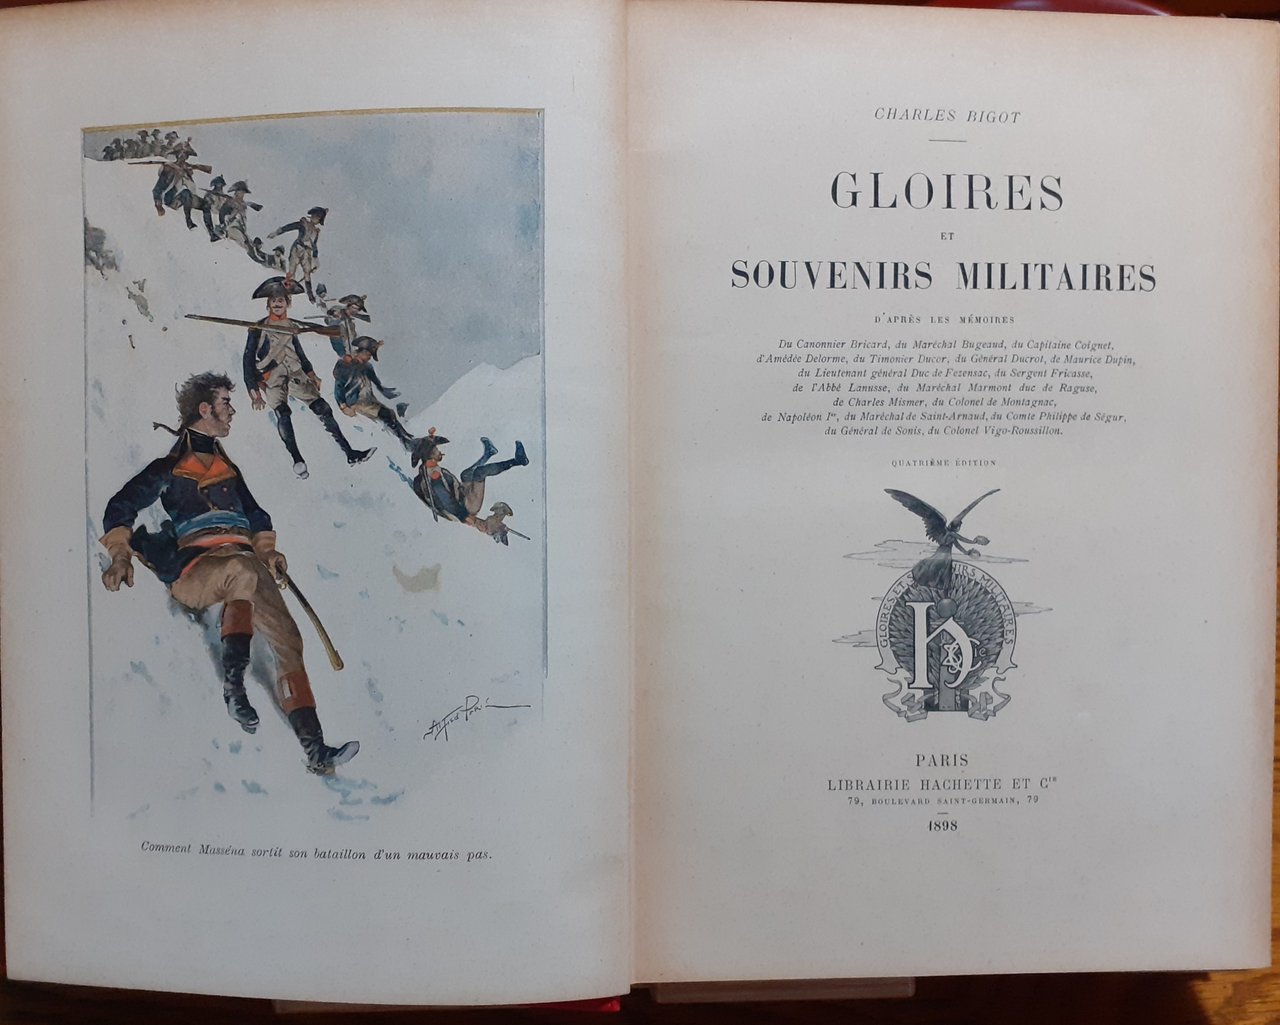 Alfred Paris
Comment Masséna sortit son bataillon d'un mauvais pas.
CHARLES BIGOT
GLOIRES
ET
SOUVENIRS MILITAIRES
D'APRÈS LES MÉMOIRES
Du Canonnier Bricard, du Maréchal Bugeaud, du Capitaine Coignet,
d'Amédée Delorme, du Timonier Ducor, du Général Ducrot, de Maurice Dupin,
du Lieutenant général Duc de Fezensac, du Sergent Fricasse,
de l'Abbé Lanusse, du Maréchal Marmont duc de Raguse,
de Charles Mismer, du Colonel de Montagnac,
de Napoléon Ier, du Maréchal de Saint-Arnaud, du Comte Philippe de Ségur,
du Général de Sonis, du Colonel Vigo-Roussillon.
QUATRIÈME ÉDITION
GLOIRES ET SOUVENIRS MILITAIRES
H & Cie
PARIS
LIBRAIRIE HACHETTE ET Cie
79, BOULEVARD SAINT-GERMAIN, 79
1898